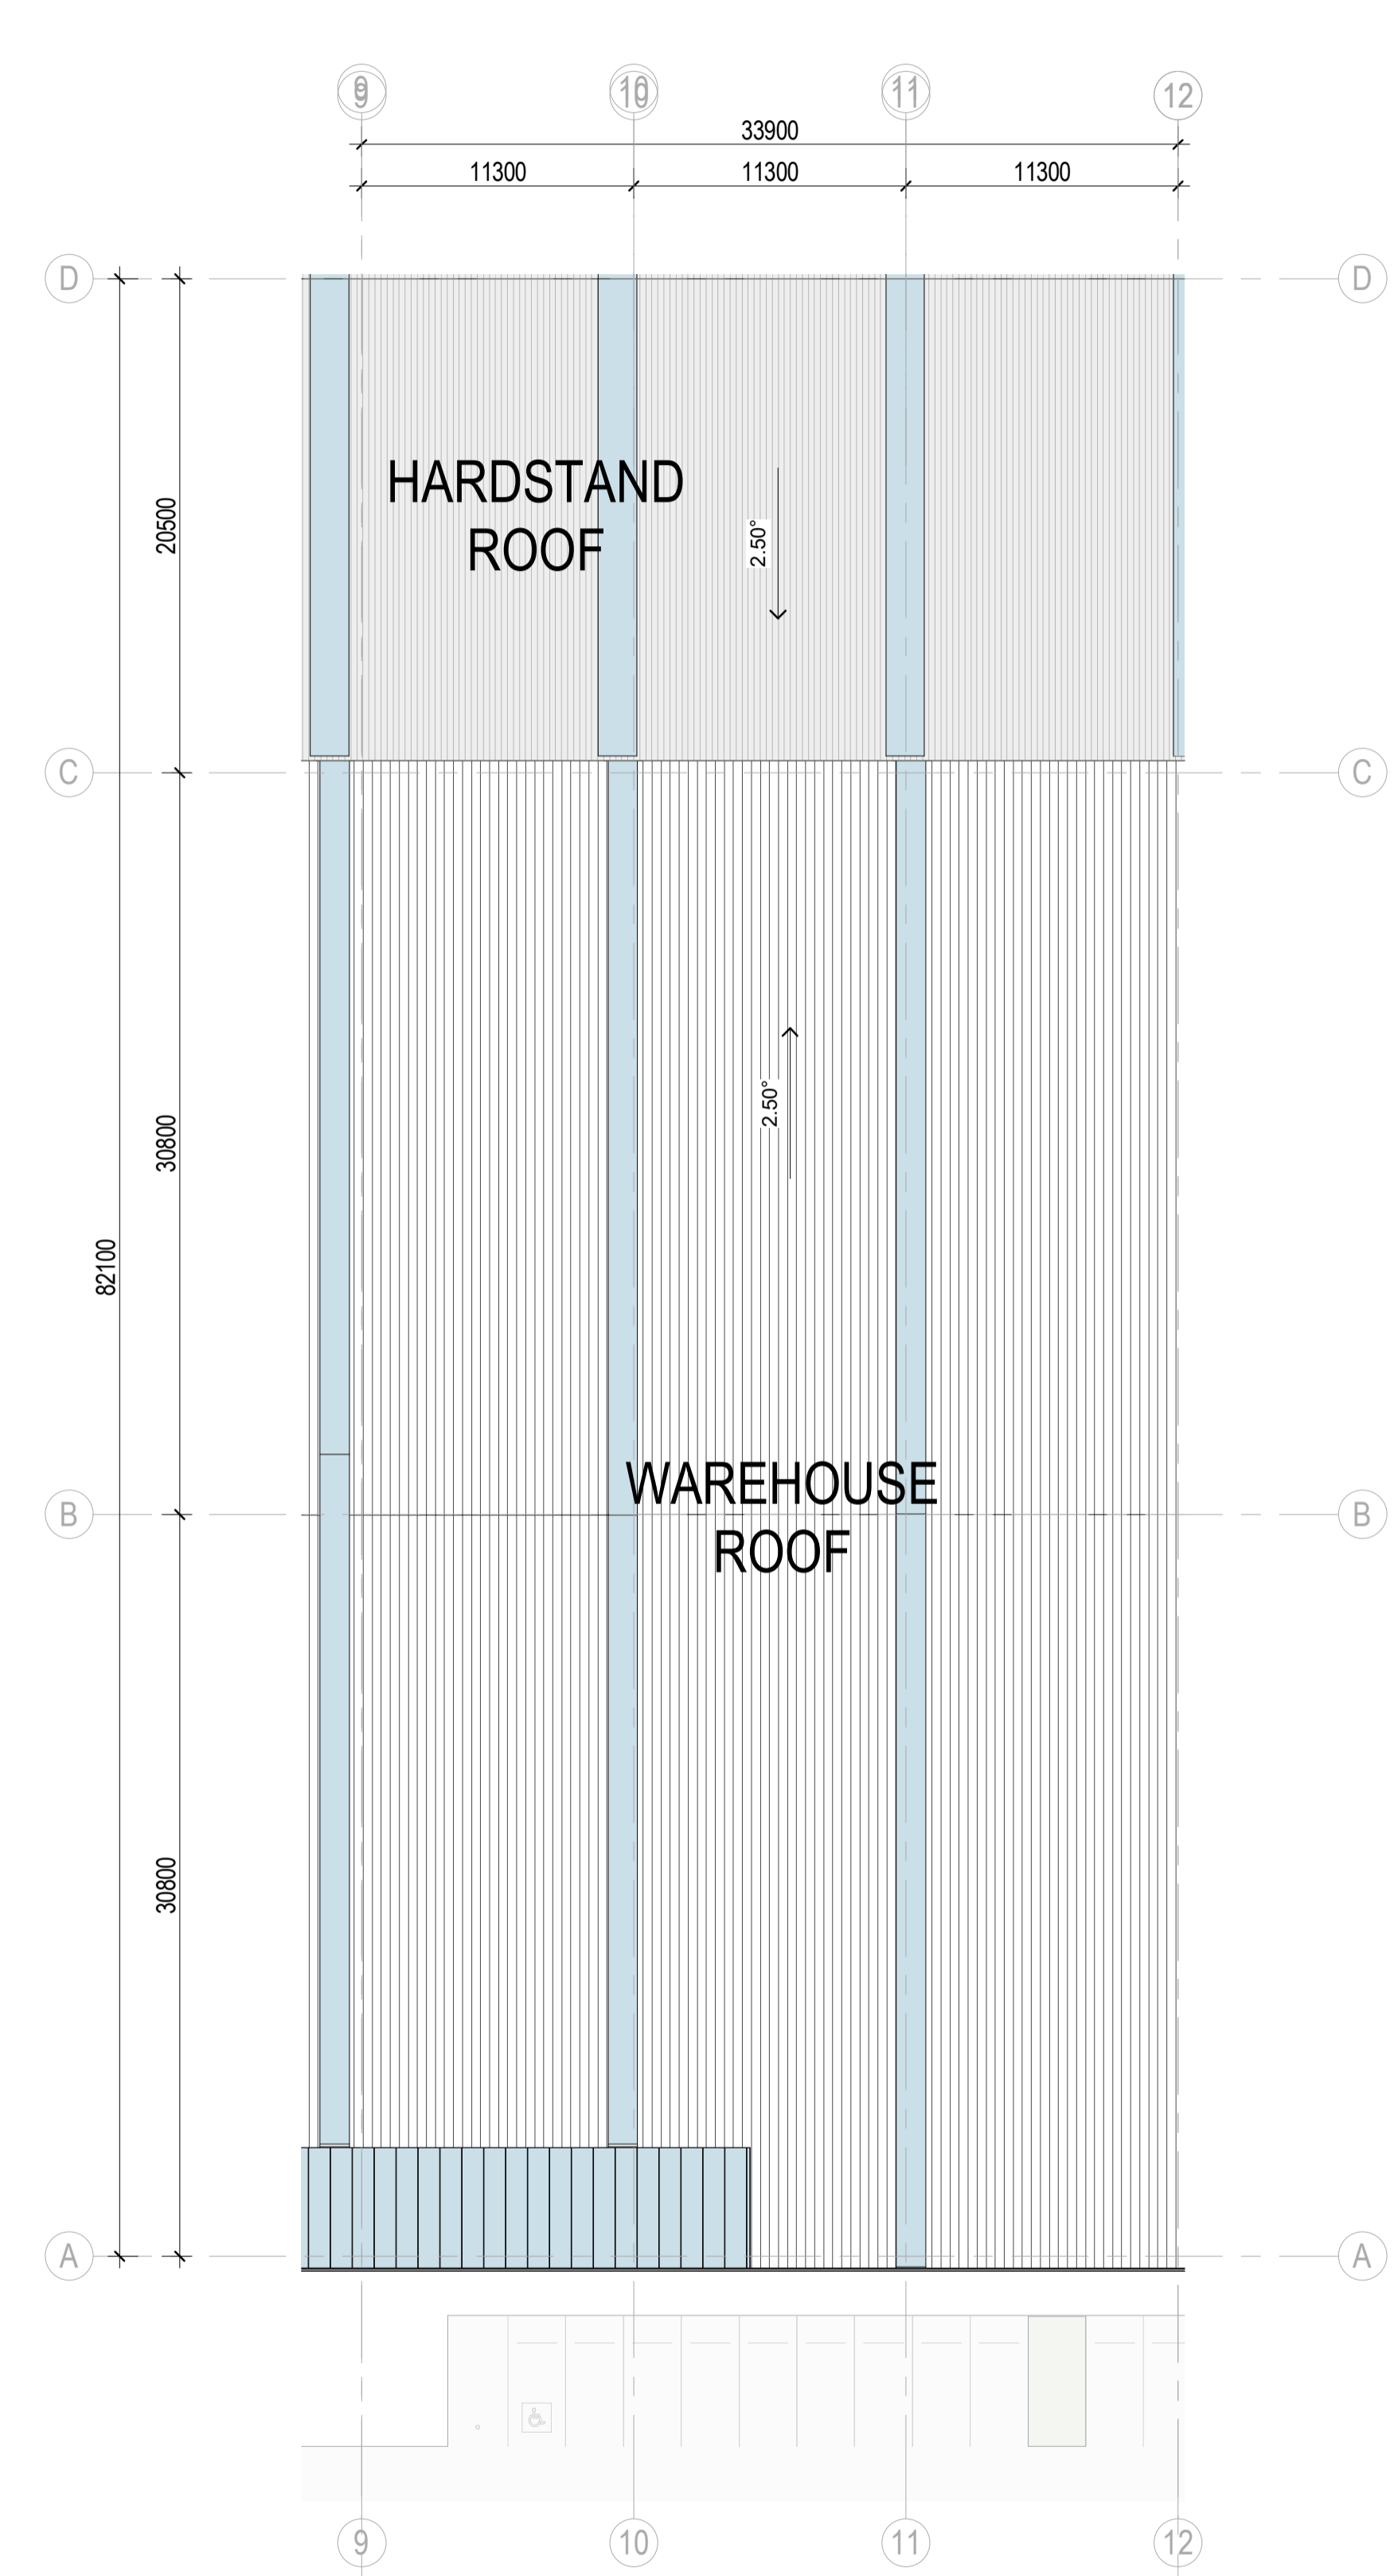 9 10 11 12
33900
11300 11300 11300
D D
20500
HARDSTAND
ROOF
2.50°
C C
30800
2.50°
82100
WAREHOUSE
ROOF
B B
30800
A A
9 10 11 12